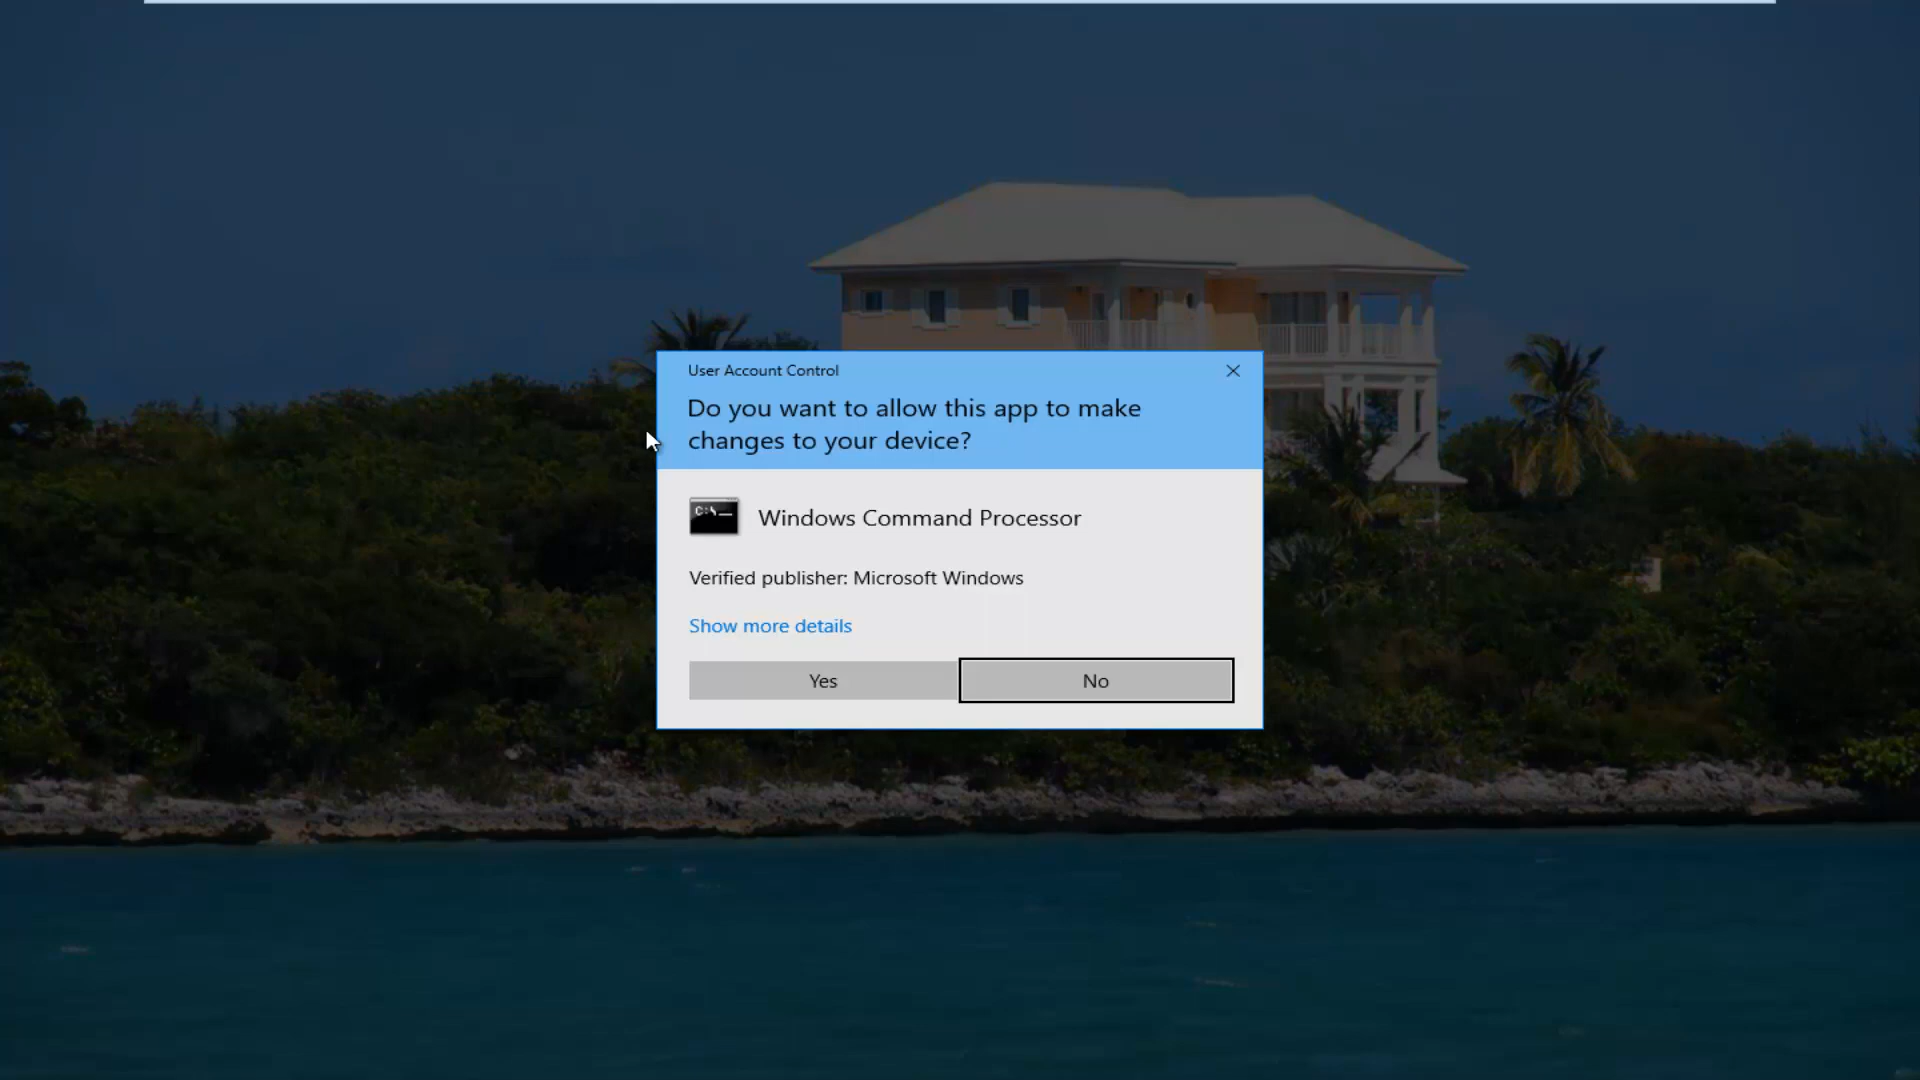 User Account Control
Do you want to allow this app to make
changes to your device?
C:\_
Windows Command Processor
Verified publisher: Microsoft Windows
Show more details
Yes
No